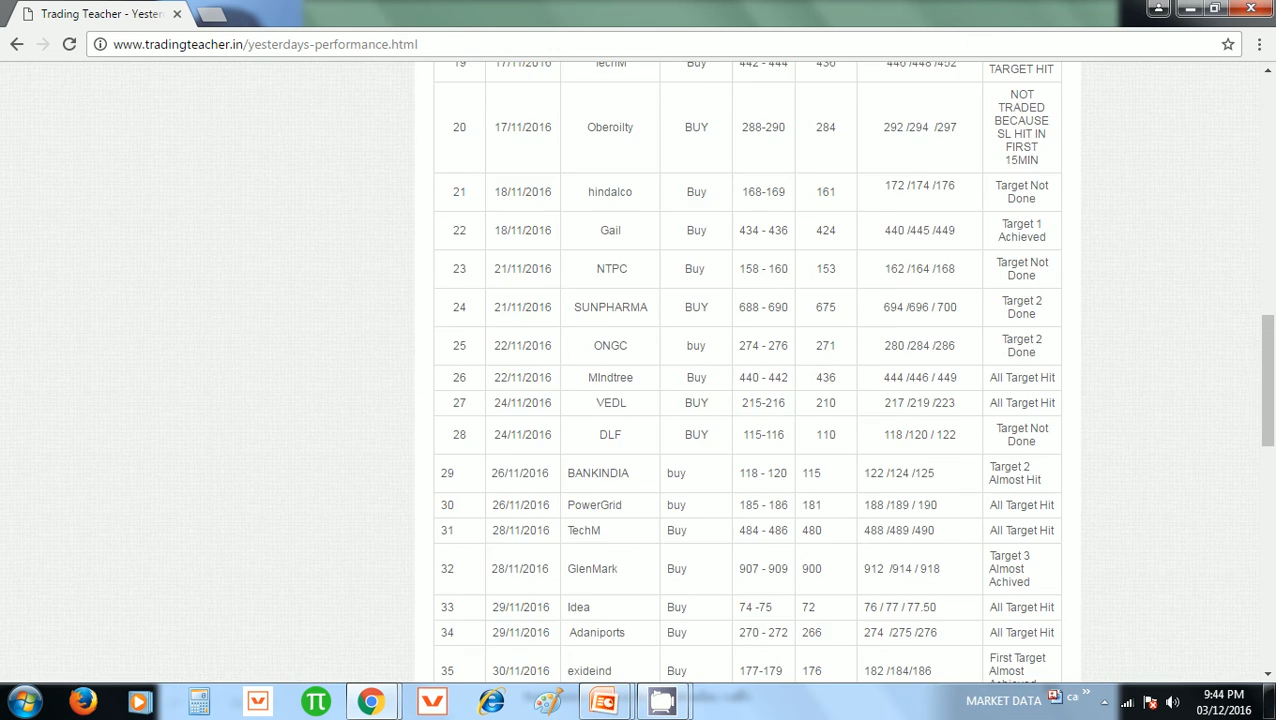 Trading Teacher - Yester
www.tradingteacher.in/yesterdays-performance.html
19 17/11/2016 TechM Buy 442 - 444 436 446 /448 /452 TARGET HIT
20 17/11/2016 Oberoilty BUY 288-290 284 292 /294 /297 NOT TRADED BECAUSE SL HIT IN FIRST 15MIN
21 18/11/2016 hindalco Buy 168-169 161 172 /174 /176 Target Not Done
22 18/11/2016 Gail Buy 434 - 436 424 440 /445 /449 Target 1 Achieved
23 21/11/2016 NTPC Buy 158 - 160 153 162 /164 /168 Target Not Done
24 21/11/2016 SUNPHARMA BUY 688 - 690 675 694 /696 / 700 Target 2 Done
25 22/11/2016 ONGC buy 274 - 276 271 280 /284 /286 Target 2 Done
26 22/11/2016 MIndtree Buy 440 - 442 436 444 /446 / 449 All Target Hit
27 24/11/2016 VEDL BUY 215-216 210 217 /219 /223 All Target Hit
28 24/11/2016 DLF BUY 115-116 110 118 /120 / 122 Target Not Done
29 26/11/2016 BANKINDIA buy 118 - 120 115 122 /124 /125 Target 2 Almost Hit
30 26/11/2016 PowerGrid buy 185 - 186 181 188 /189 / 190 All Target Hit
31 28/11/2016 TechM Buy 484 - 486 480 488 /489 /490 All Target Hit
32 28/11/2016 GlenMark Buy 907 - 909 900 912 /914 / 918 Target 3 Almost Achived
33 29/11/2016 Idea Buy 74 -75 72 76 / 77 / 77.50 All Target Hit
34 29/11/2016 Adaniports Buy 270 - 272 266 274 /275 /276 All Target Hit
35 30/11/2016 exideind Buy 177-179 176 182 /184/186 First Target Almost
MARKET DATA ca
9:44 PM
03/12/2016